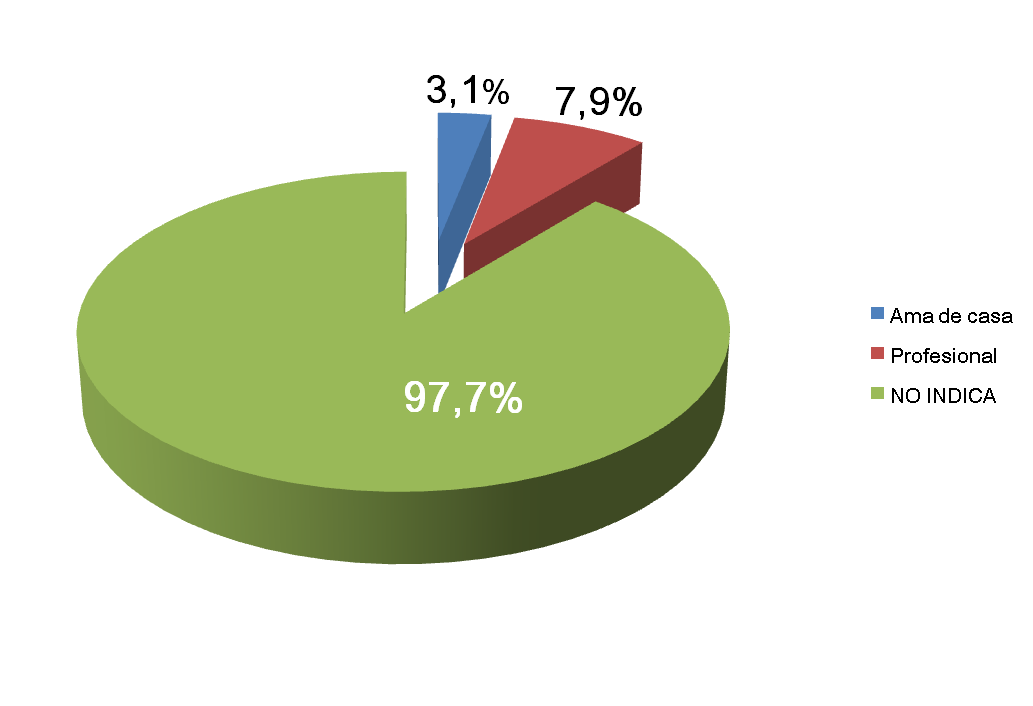 3,1%
7,9%
97,7%
Ama de casa
Profesional
NO INDICA